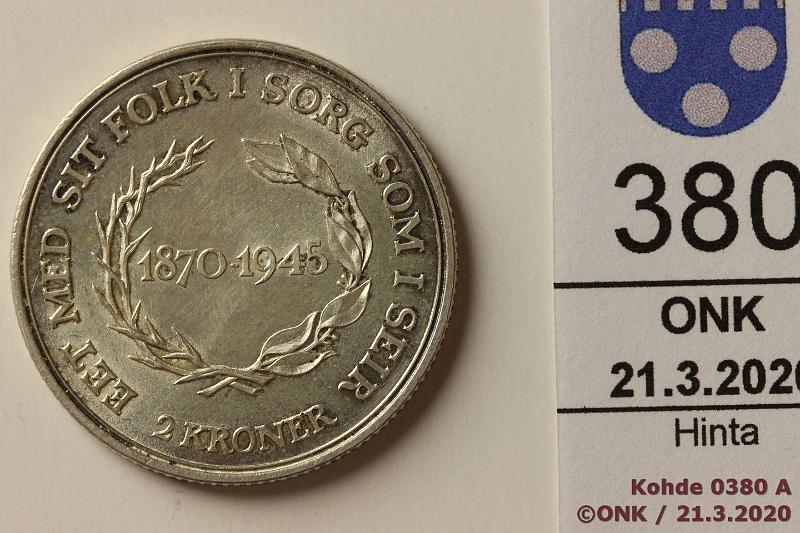 EET MED SIT FOLK I SORG SOM I SEIR
1870-1945
2 KRONER
380
ONK
21.3.2020
Hinta
Kohde 0380 A
©ONK / 21.3.2020